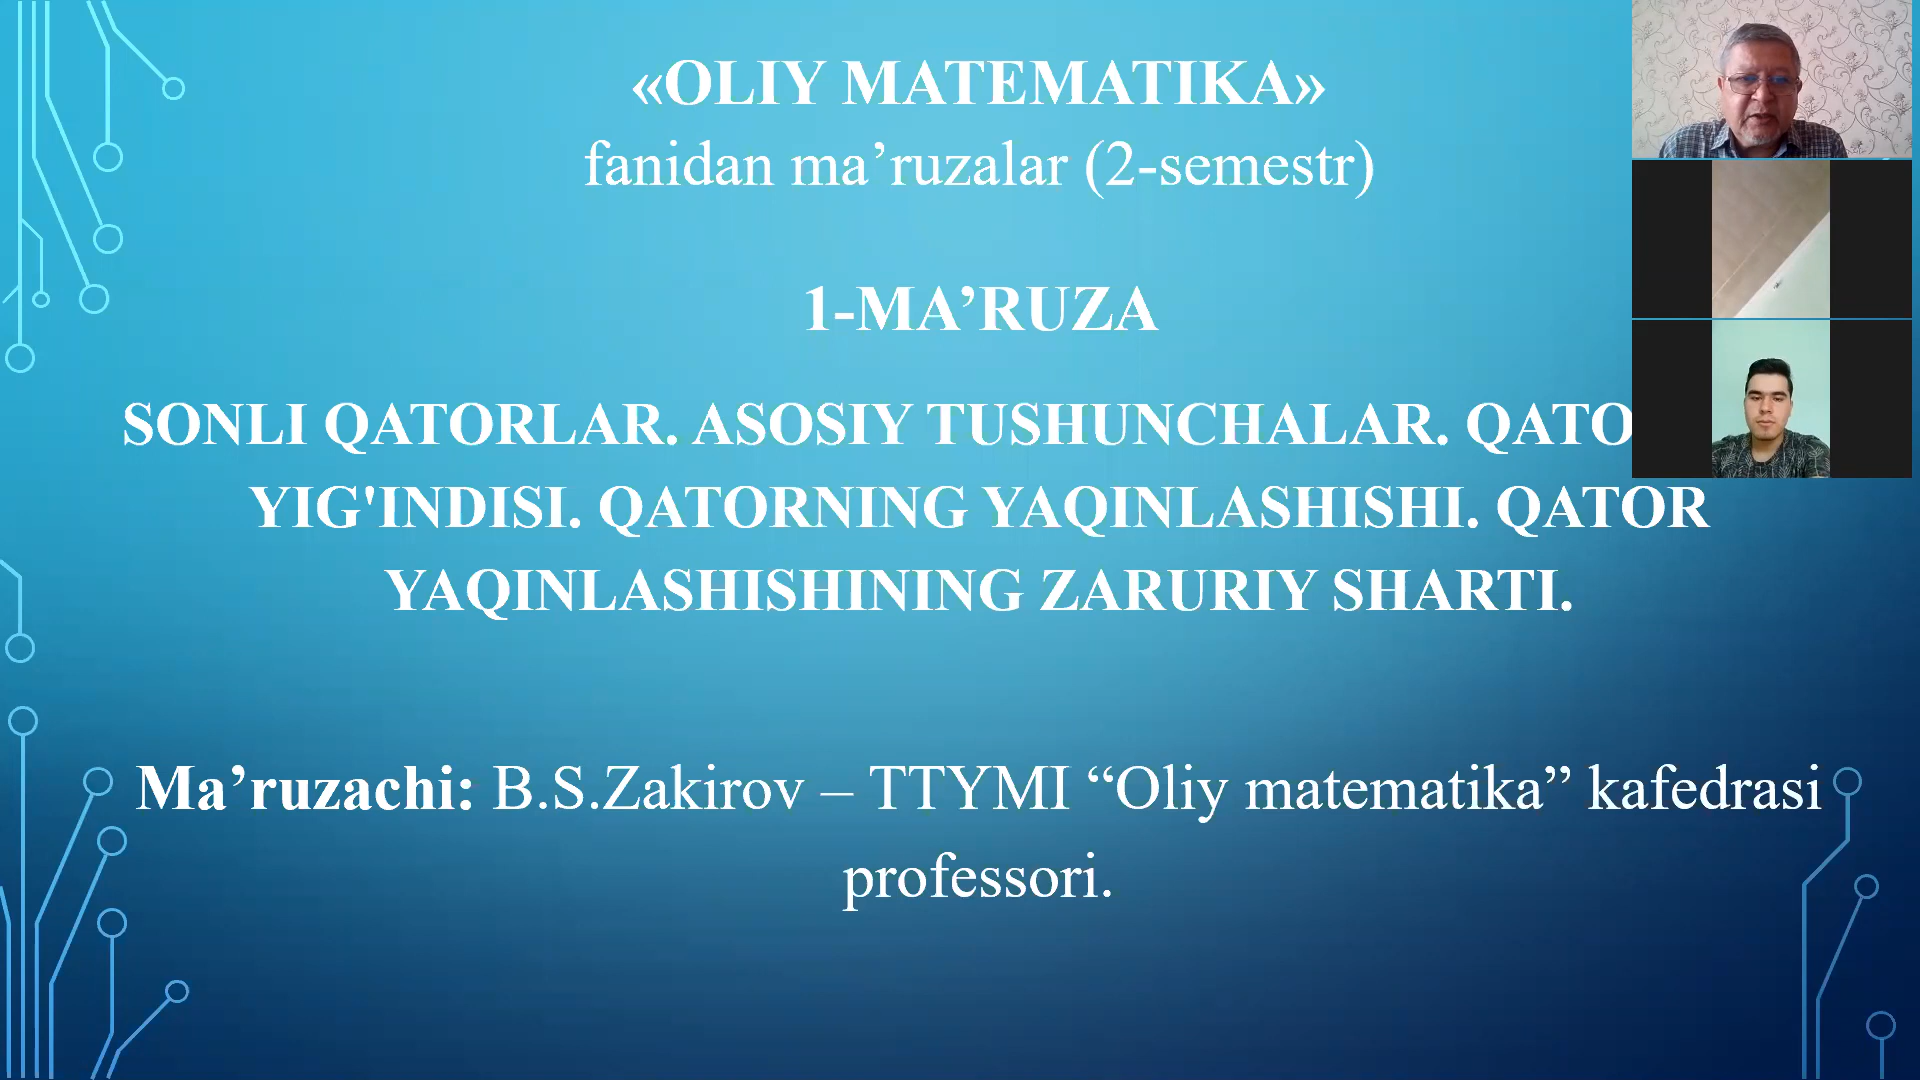 «OLIY MATEMATIKA»
fanidan ma’ruzalar (2-semestr)
1-MA’RUZA
SONLI QATORLAR. ASOSIY TUSHUNCHALAR.
YIG'INDISI. QATORNING YAQINLASHISHI. QATOR
YAQINLASHISHINING ZARURIY SHARTI.
Ma’ruzachi: B.S.Zakirov – TTYMI “Oliy matematika” kafedrasi
professori.